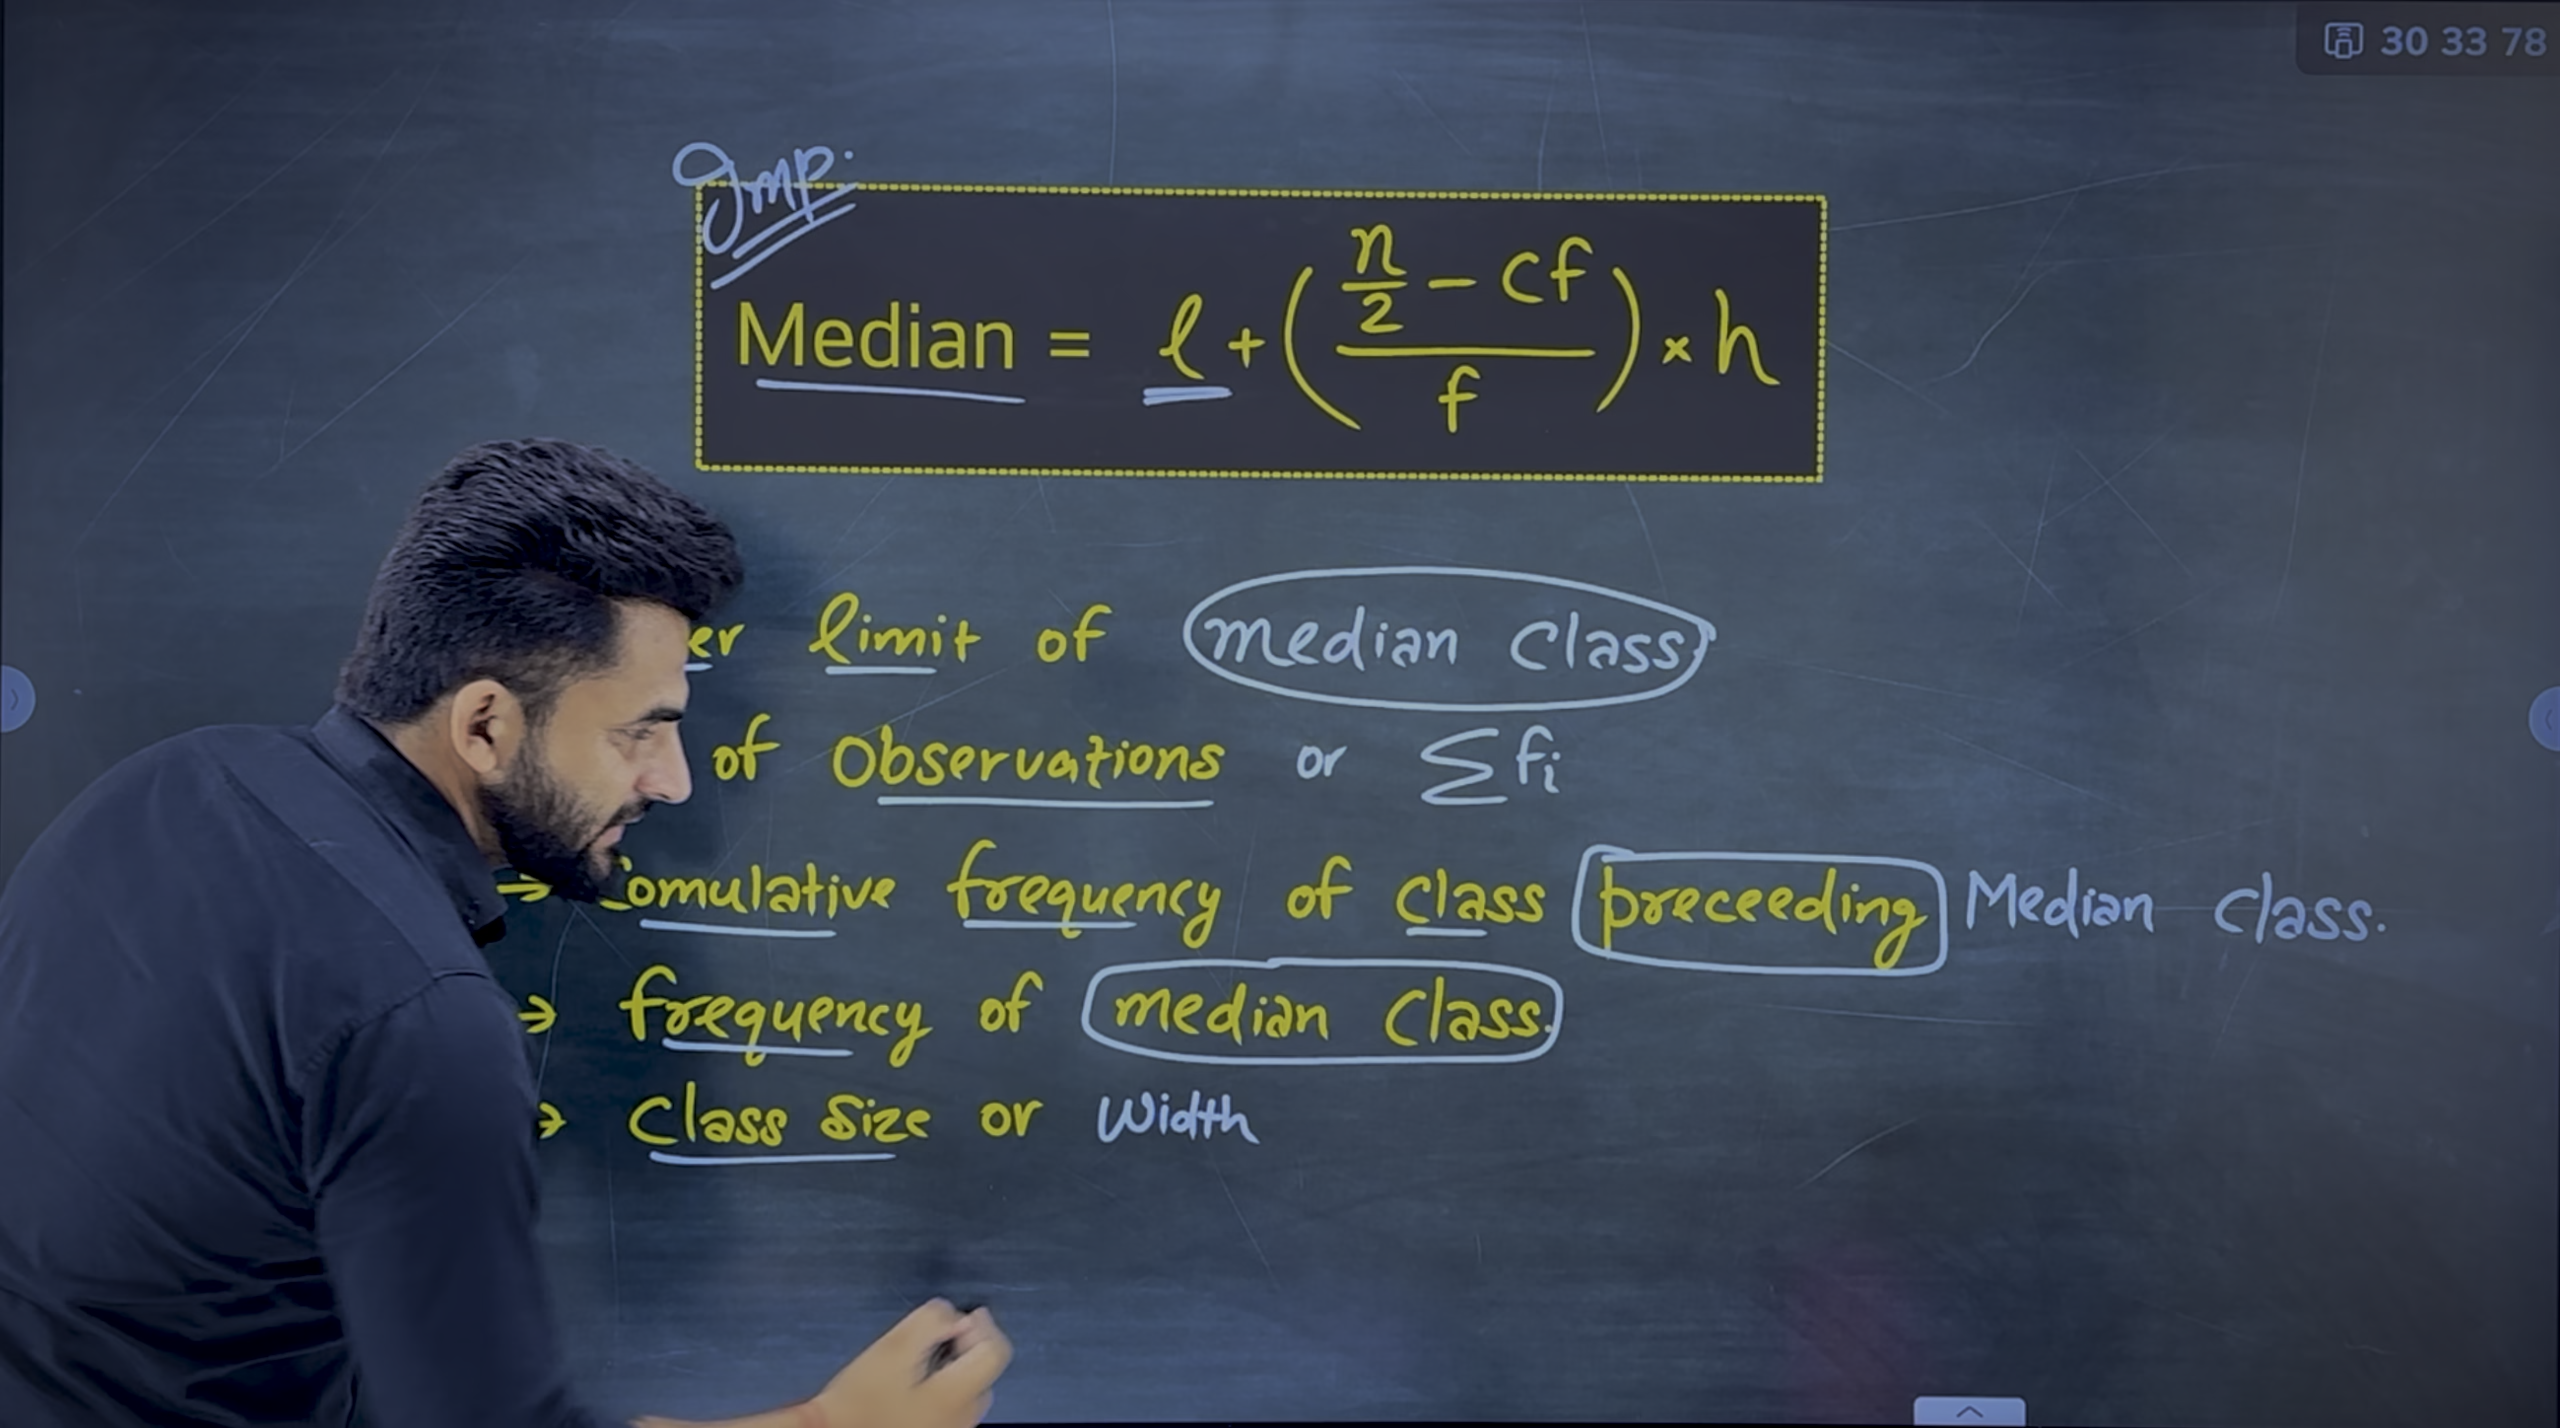 30 33 78
Imp.
Median = l + ( (n/2 - cf) / f ) × h
limit of median class
of Observations or Σfi
→ Comulative frequency of class preceeding Median class.
→ frequency of median class.
→ Class size or width